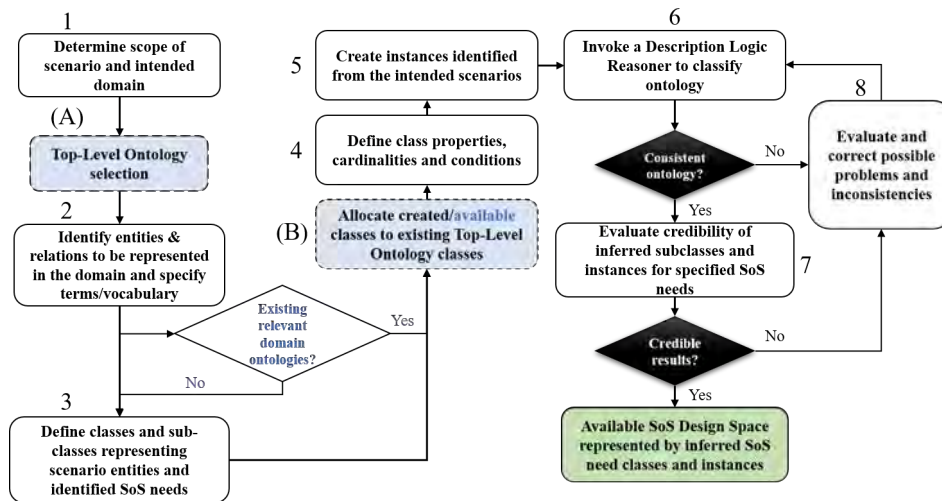 1
Determine scope of
scenario and intended
domain
(A)
Top-Level Ontology
selection
2
Identify entities &
relations to be represented
in the domain and specify
terms/vocabulary
Existing
relevant
domain
ontologies?
Yes
No
3
Define classes and sub-
classes representing
scenario entities and
identified SoS needs
(B)
Allocate created/available
classes to existing Top-Level
Ontology classes
4
Define class properties,
cardinalities and conditions
5
Create instances identified
from the intended scenarios
6
Invoke a Description Logic
Reasoner to classify
ontology
Consistent
ontology?
No
Yes
8
Evaluate and
correct possible
problems and
inconsistencies
Evaluate credibility of
inferred subclasses and
instances for specified SoS
needs
7
Credible
results?
No
Yes
Available SoS Design Space
represented by inferred SoS
need classes and instances